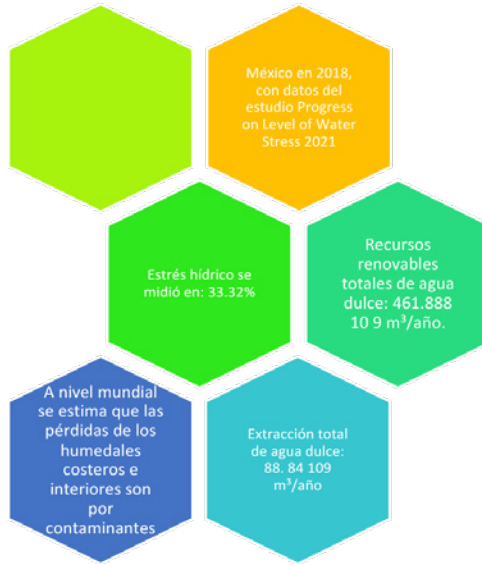 México en 2018,
con datos del
estudio Progress
on Level of Water
Stress 2021
Estrés hídrico se
midió en: 33.32%
Recursos
renovables
totales de agua
dulce: 461.888
10 9 m³/año.
A nivel mundial
se estima que las
pérdidas de los
humedales
costeros e
interiores son
por
contaminantes
Extracción total
de agua dulce:
88. 84 109
m³/año